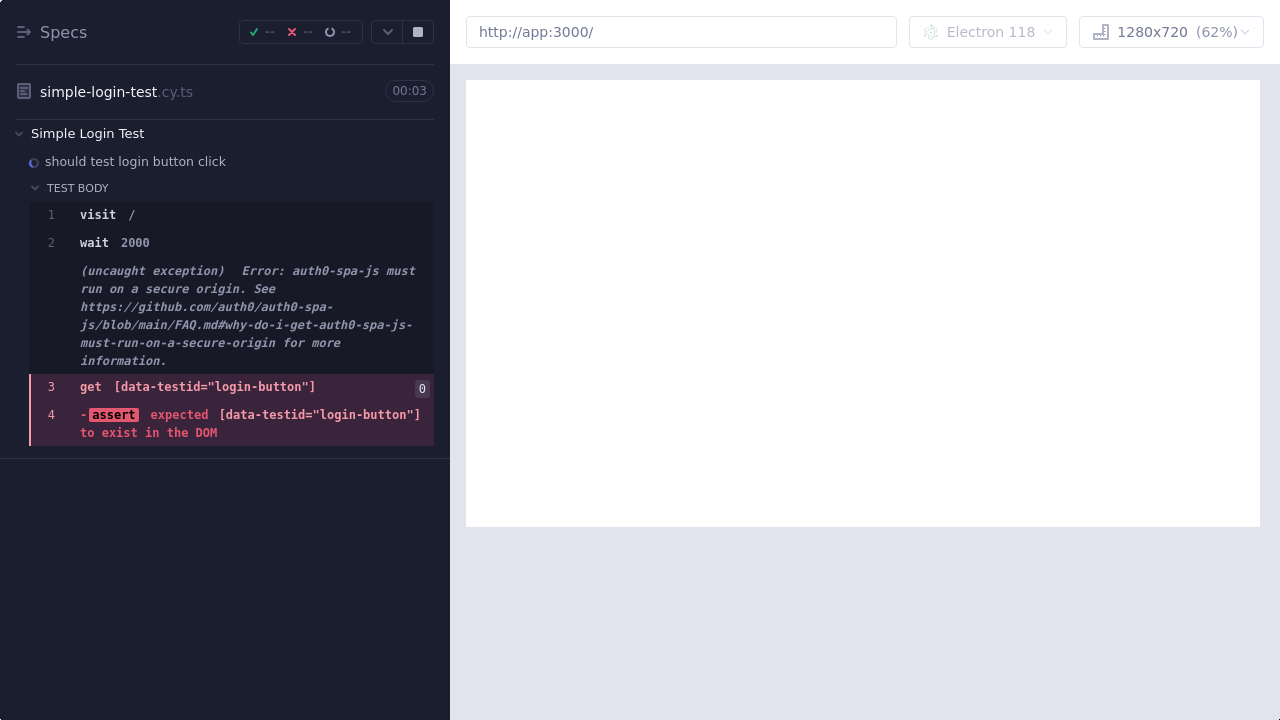 Specs
-- -- --
simple-login-test.cy.ts
00:03
Simple Login Test
should test login button click
TEST BODY
1 visit /
2 wait 2000
(uncaught exception) Error: auth0-spa-js must
run on a secure origin. See
https://github.com/auth0/auth0-spa-
js/blob/main/FAQ.md#why-do-i-get-auth0-spa-js-
must-run-on-a-secure-origin for more
information.
3 get [data-testid="login-button"] 0
4 -assert expected [data-testid="login-button"]
to exist in the DOM
http://app:3000/
Electron 118
1280x720 (62%)